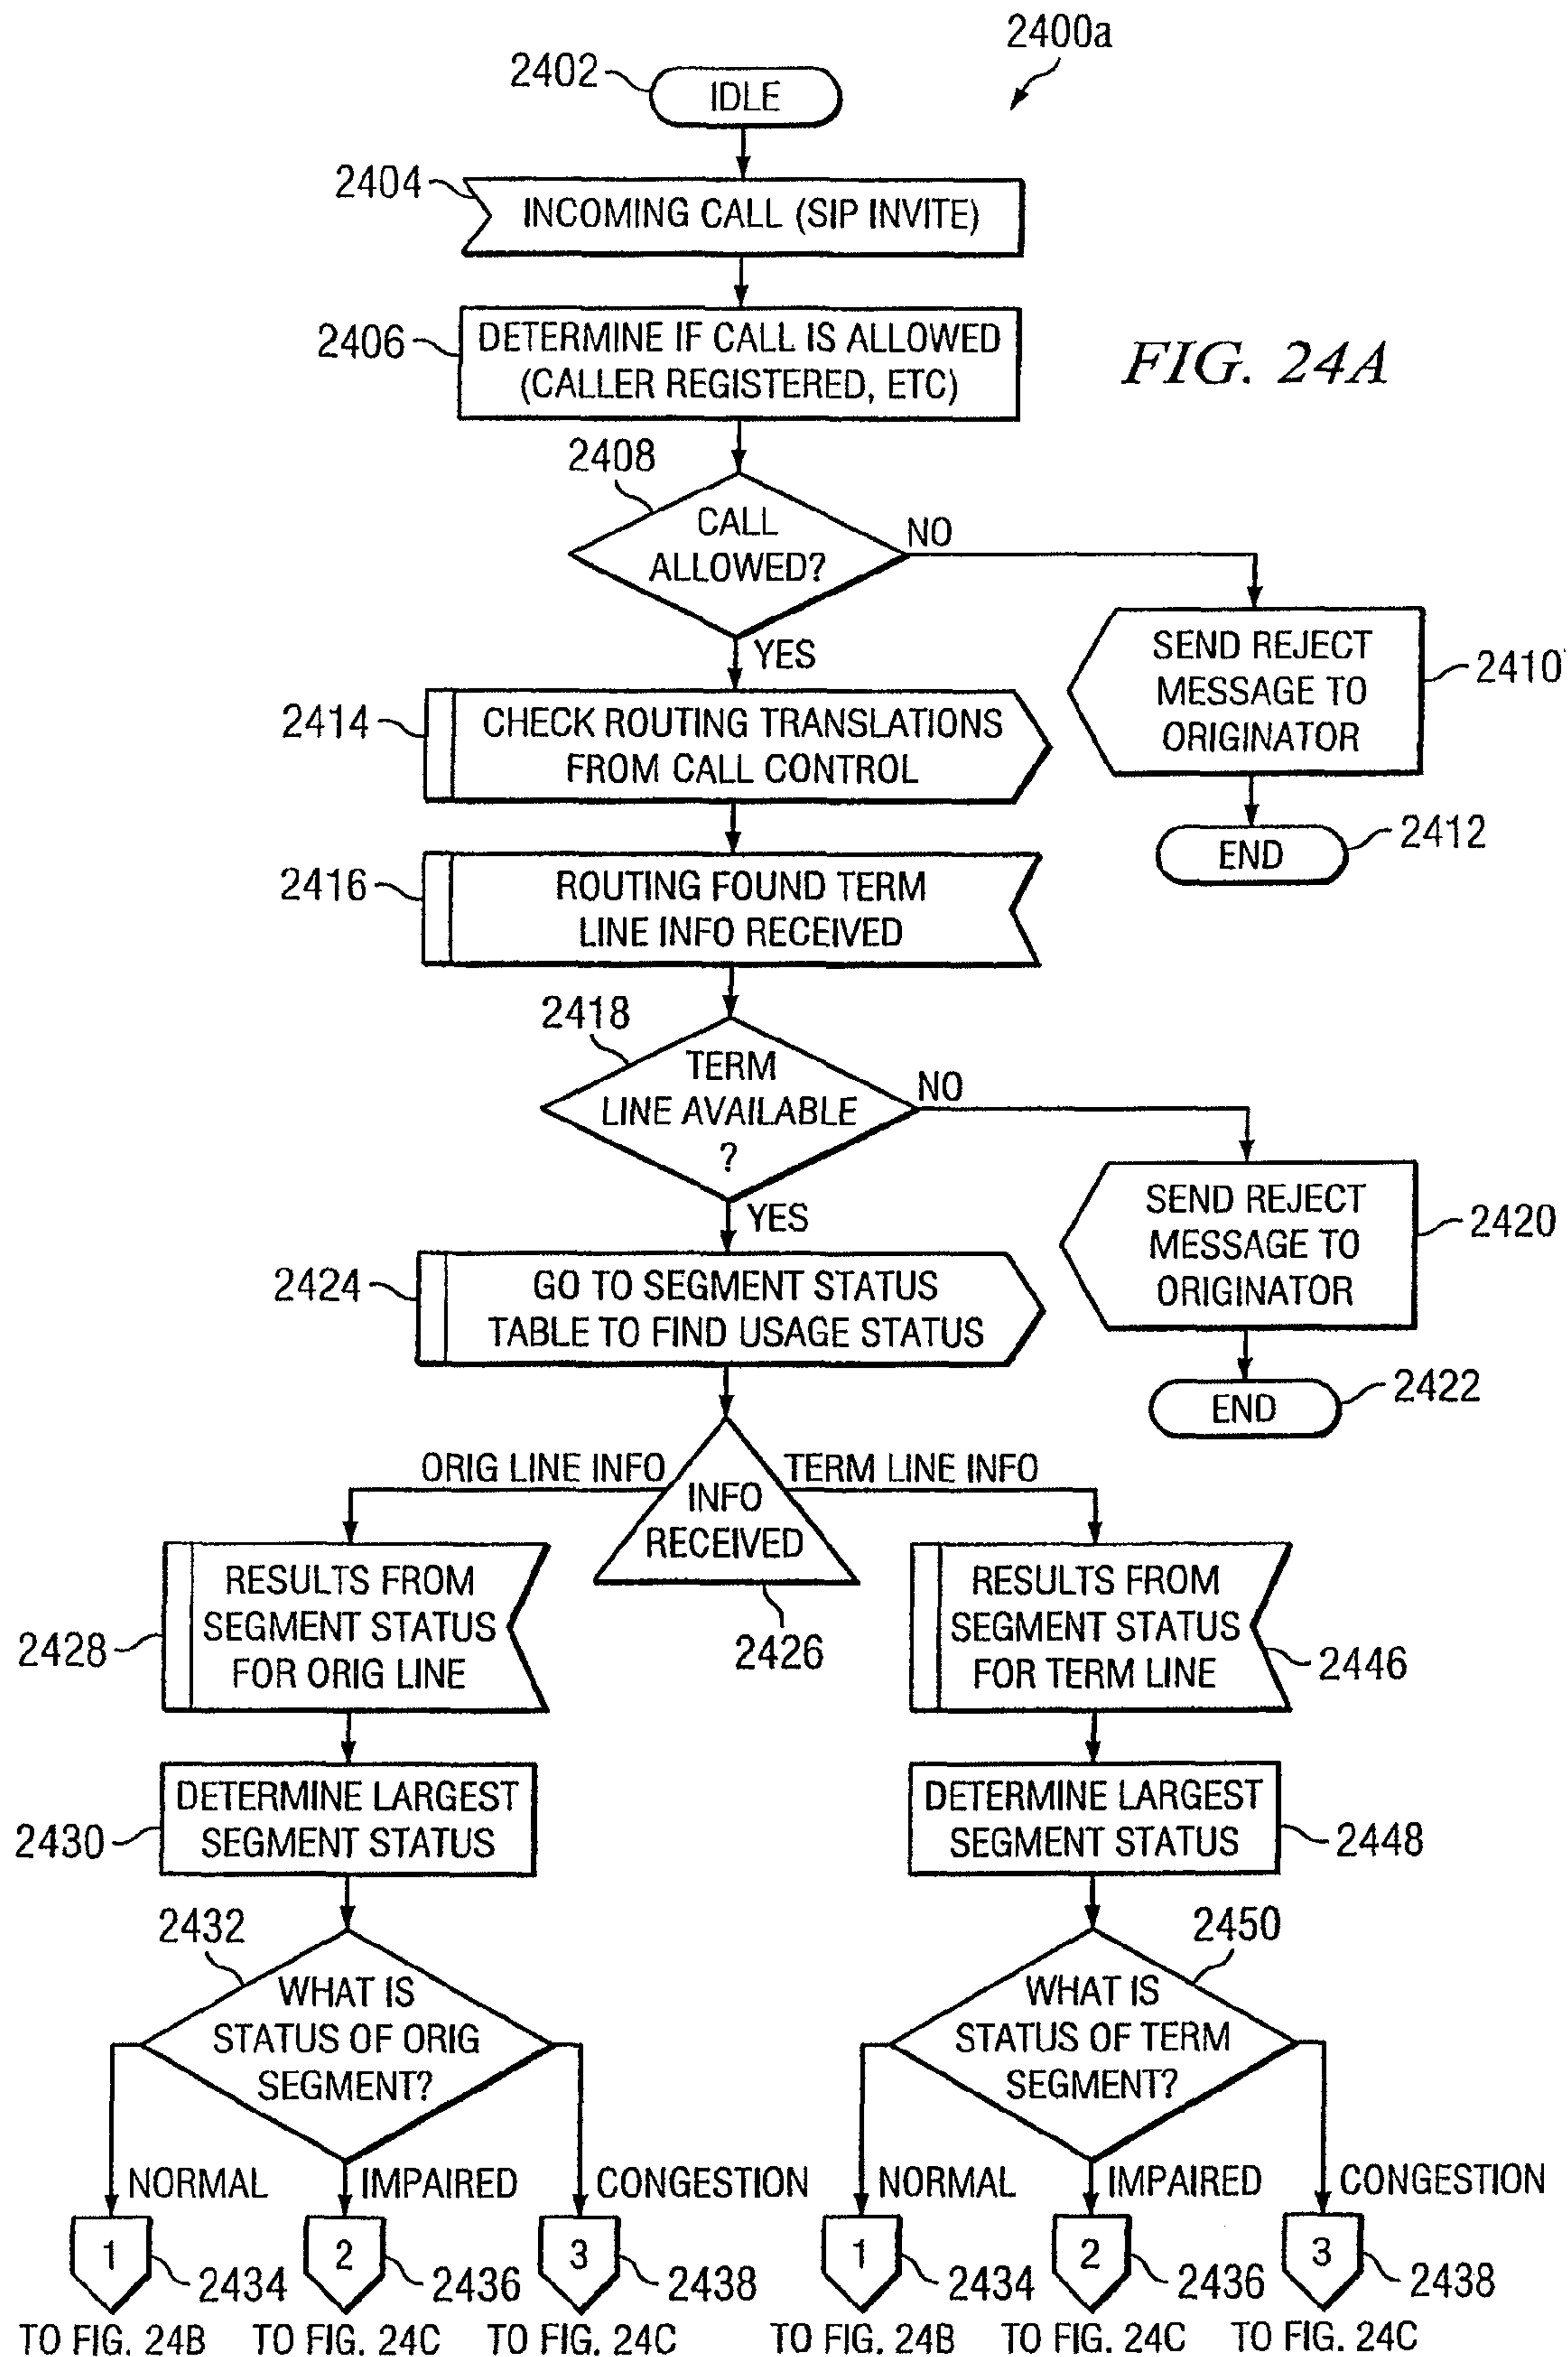 2400a
2402
IDLE
2404
INCOMING CALL (SIP INVITE)
2406
DETERMINE IF CALL IS ALLOWED
(CALLER REGISTERED, ETC)
FIG. 24A
2408
CALL
ALLOWED?
NO
YES
SEND REJECT
MESSAGE TO
ORIGINATOR
2410
2414
CHECK ROUTING TRANSLATIONS
FROM CALL CONTROL
END
2412
2416
ROUTING FOUND TERM
LINE INFO RECEIVED
2418
TERM
LINE AVAILABLE
?
NO
YES
SEND REJECT
MESSAGE TO
ORIGINATOR
2420
2424
GO TO SEGMENT STATUS
TABLE TO FIND USAGE STATUS
END
2422
ORIG LINE INFO
TERM LINE INFO
INFO
RECEIVED
2426
2428
RESULTS FROM
SEGMENT STATUS
FOR ORIG LINE
RESULTS FROM
SEGMENT STATUS
FOR TERM LINE
2446
2430
DETERMINE LARGEST
SEGMENT STATUS
DETERMINE LARGEST
SEGMENT STATUS
2448
2432
WHAT IS
STATUS OF ORIG
SEGMENT?
2450
WHAT IS
STATUS OF TERM
SEGMENT?
NORMAL
IMPAIRED
CONGESTION
NORMAL
IMPAIRED
CONGESTION
1
2434
2
2436
3
2438
1
2434
2
2436
3
2438
TO FIG. 24B
TO FIG. 24C
TO FIG. 24C
TO FIG. 24B
TO FIG. 24C
TO FIG. 24C